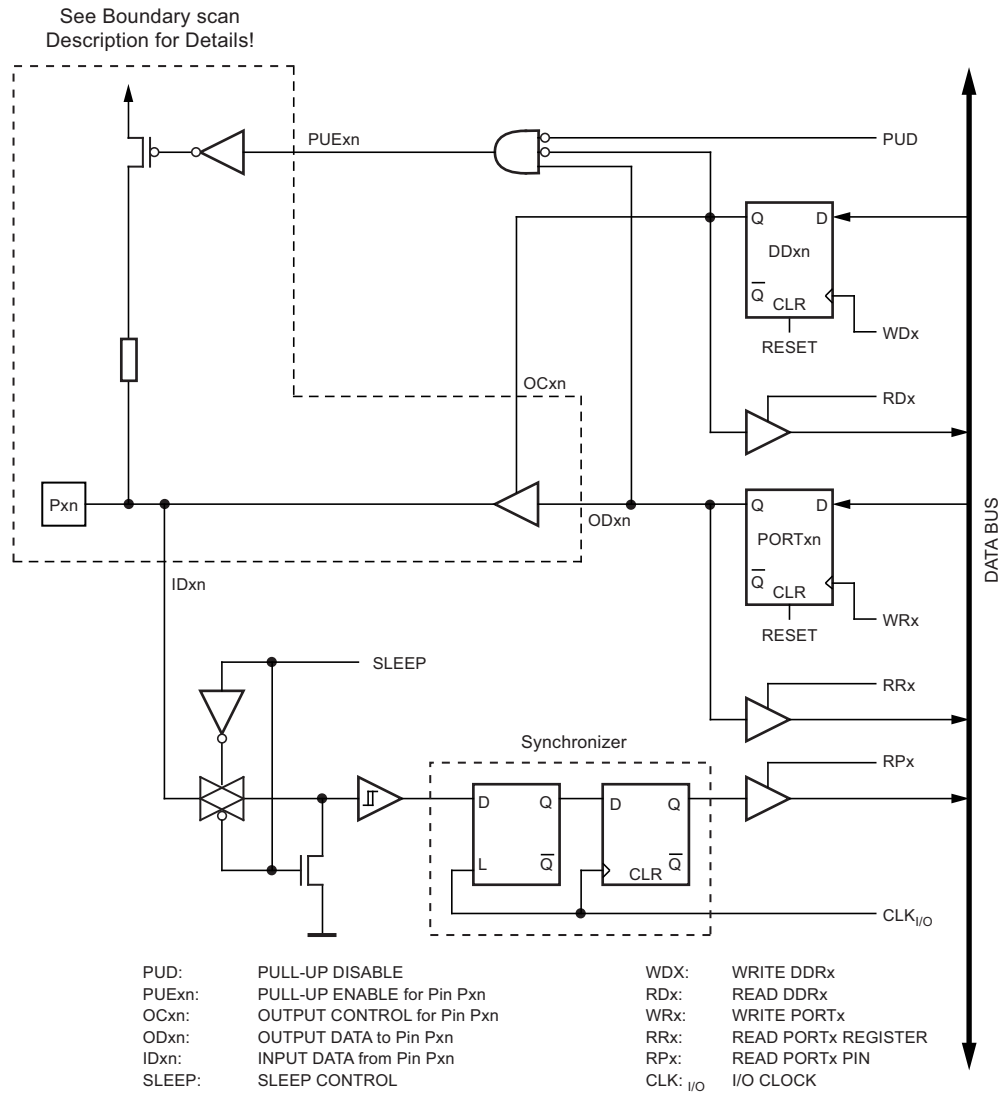 See Boundary scan
Description for Details!
PUExn
PUD
Q D
DDxn
Q
CLR
RESET
WDx
OCxn
RDx
Pxn
ODxn
Q D
PORTxn
Q
CLR
RESET
WRx
DATA BUS
IDxn
SLEEP
RRx
Synchronizer
RPx
D Q
D Q
L Q
CLR Q
CLK I/O
PUD: PULL-UP DISABLE
PUExn: PULL-UP ENABLE for Pin Pxn
OCxn: OUTPUT CONTROL for Pin Pxn
ODxn: OUTPUT DATA to Pin Pxn
IDxn: INPUT DATA from Pin Pxn
SLEEP: SLEEP CONTROL
WDX: WRITE DDRx
RDx: READ DDRx
WRx: WRITE PORTx
RRx: READ PORTx REGISTER
RPx: READ PORTx PIN
CLK: I/O I/O CLOCK